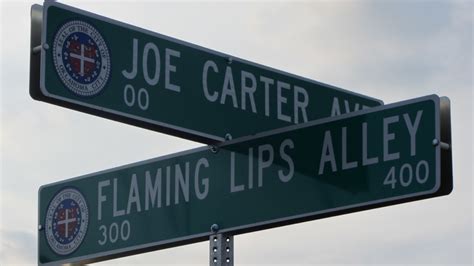 JOE CARTER AVE
00
FLAMING LIPS ALLEY
300 400